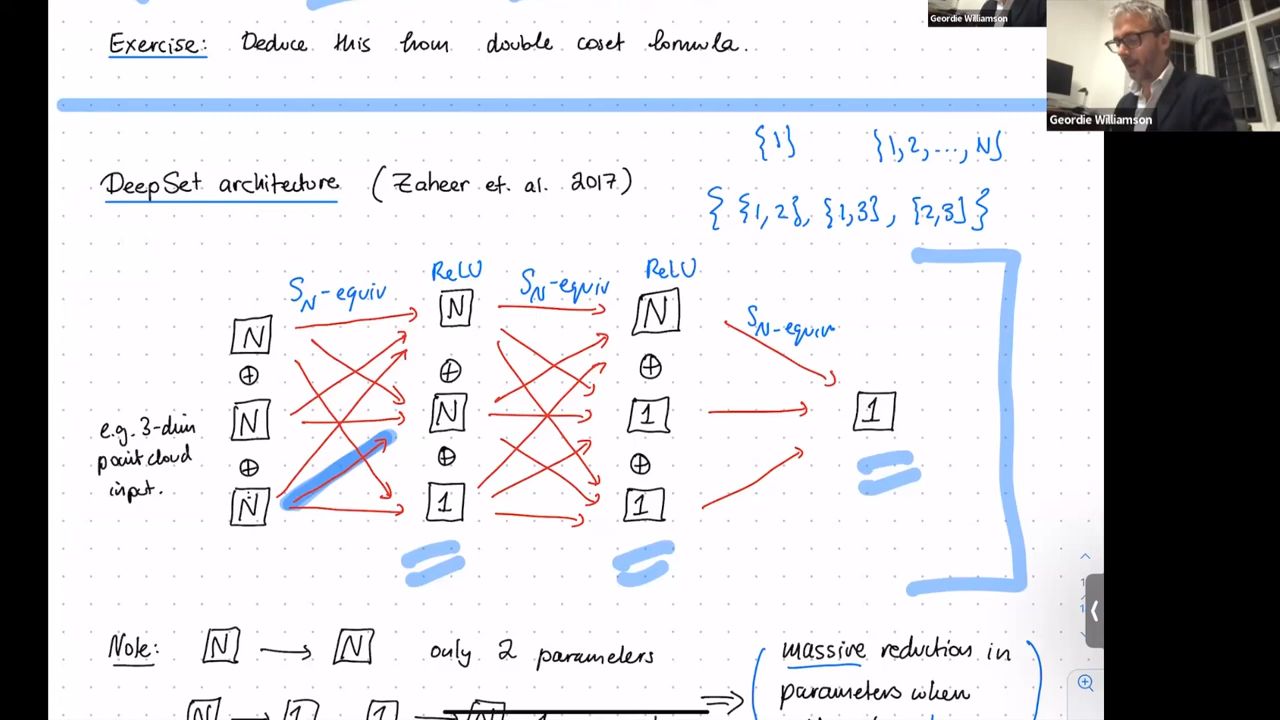 Geordie Williamson
Geordie Williamson
Exercise: Deduce this from double coset formula.
{1} {1,2,...,N}
DeepSet architecture (Zaheer et. al. 2017)
{ {1,2}, {1,3}, {2,3} }
S_N-equiv ReLU S_N-equiv ReLU
S_N-equiv
N N N
⊕ ⊕ ⊕
N N 1 1
e.g. 3-dim
point cloud
input.
⊕ ⊕ ⊕
N 1 1
Note: N → N only 2 parameters
massive reduction in
parameters when
N → 1 1 → N